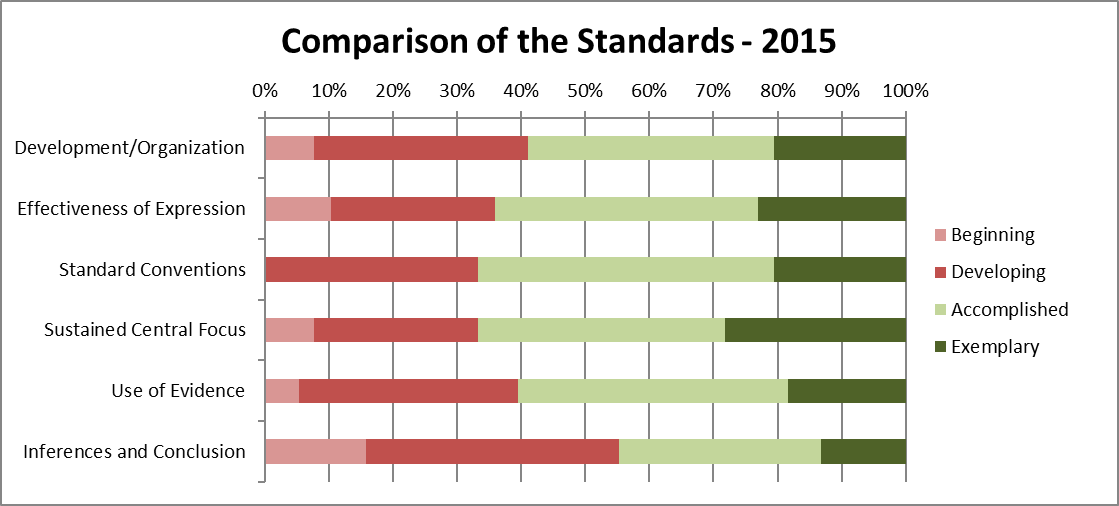 Comparison of the Standards - 2015
0% 10% 20% 30% 40% 50% 60% 70% 80% 90% 100%
Development/Organization
Effectiveness of Expression
Standard Conventions
Sustained Central Focus
Use of Evidence
Inferences and Conclusion
Beginning
Developing
Accomplished
Exemplary